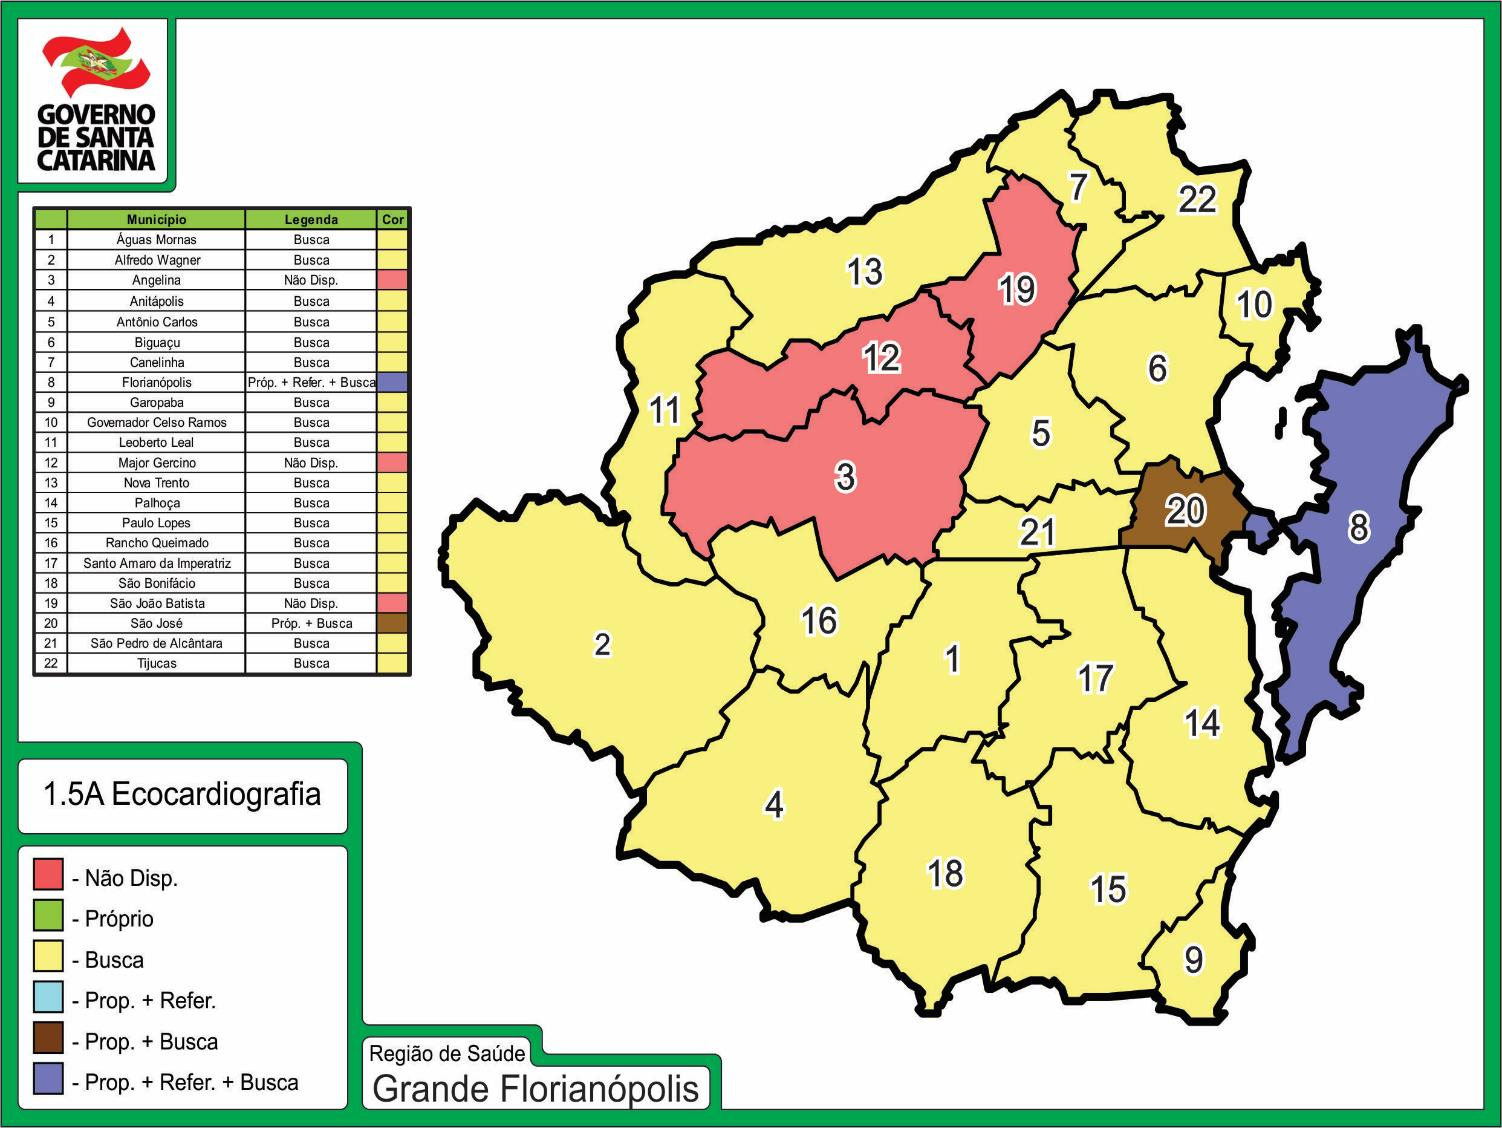 GOVERNO
DE SANTA
CATARINA
Município Legenda Cor
1 Águas Mornas Busca
2 Alfredo Wagner Busca
3 Angelina Não Disp.
4 Anitápolis Busca
5 Antônio Carlos Busca
6 Biguaçu Busca
7 Canelinha Busca
8 Florianópolis Próp. + Refer. + Busca
9 Garopaba Busca
10 Governador Celso Ramos Busca
11 Leoberto Leal Busca
12 Major Gercino Não Disp.
13 Nova Trento Busca
14 Palhoça Busca
15 Paulo Lopes Busca
16 Rancho Queimado Busca
17 Santo Amaro da Imperatriz Busca
18 São Bonifácio Busca
19 São João Batista Não Disp.
20 São José Próp. + Busca
21 São Pedro de Alcântara Busca
22 Tijucas Busca
7
22
13
19
10
12
6
11
5
3
20
8
21
16
2
1
17
14
4
18
15
9
1.5A Ecocardiografia
- Não Disp.
- Próprio
- Busca
- Prop. + Refer.
- Prop. + Busca
- Prop. + Refer. + Busca
Região de Saúde
Grande Florianópolis